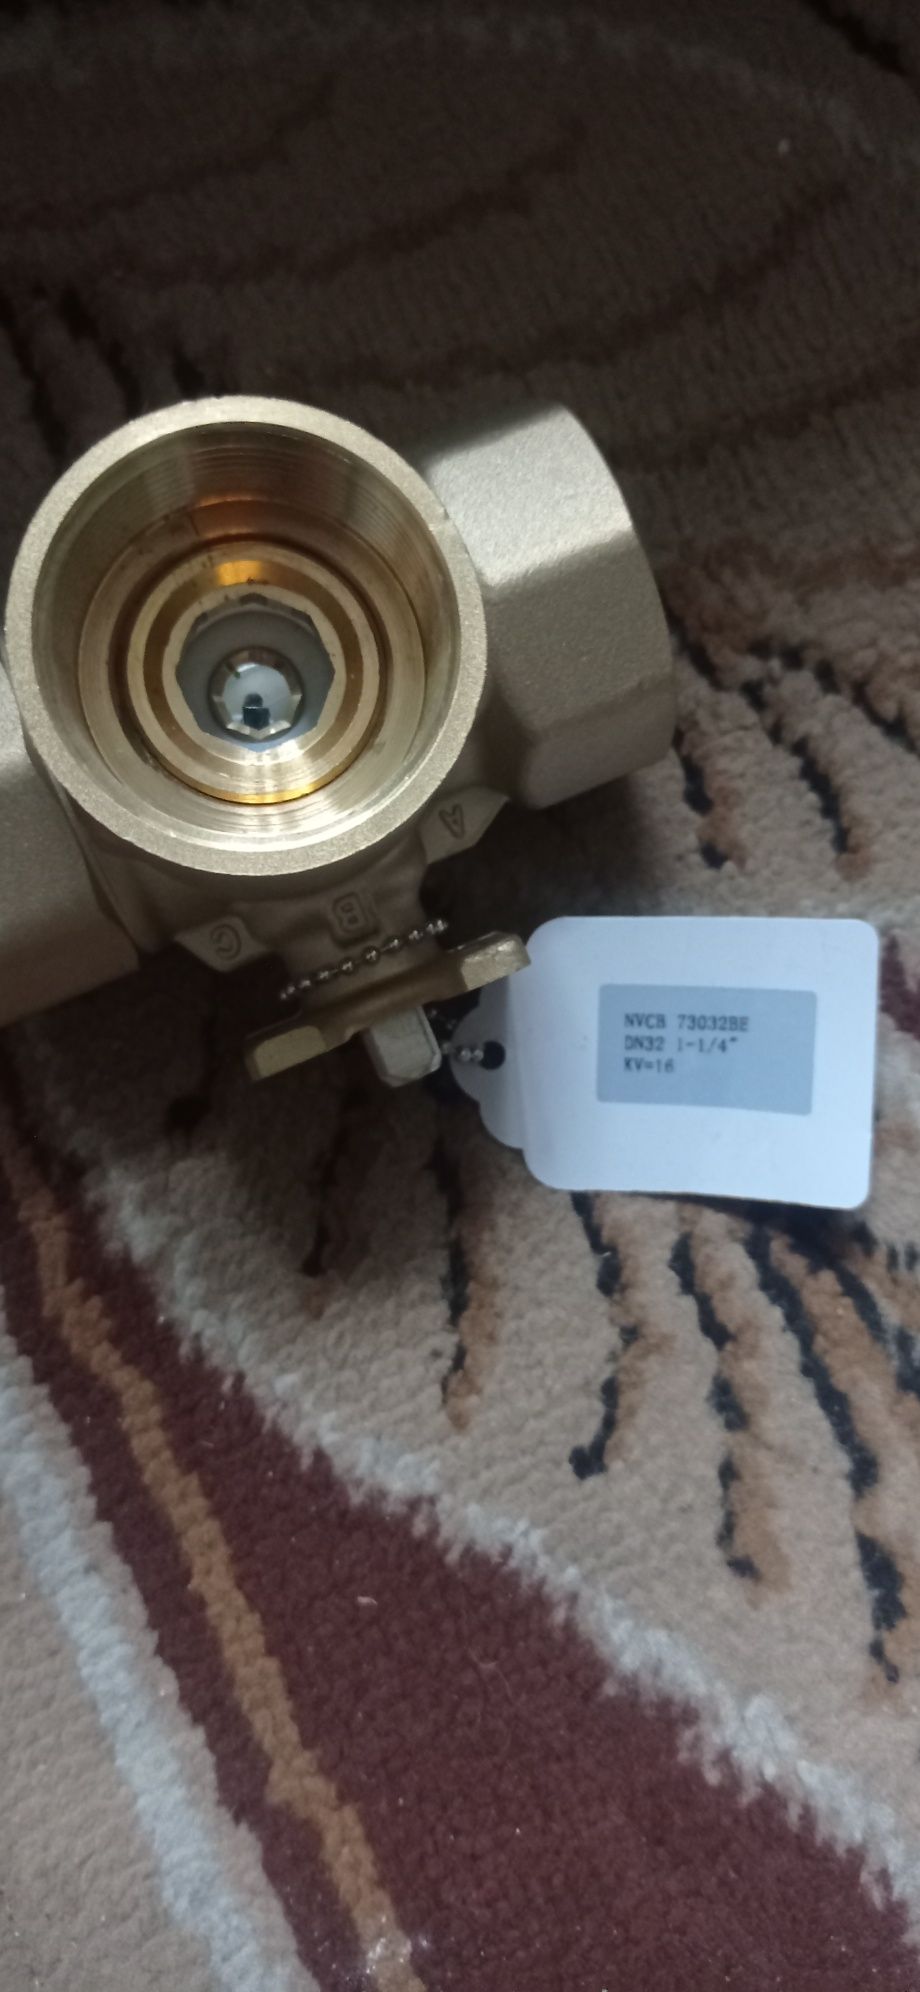 A
B
C
NVCB 73032BE
DN32 1-1/4"
KV=16